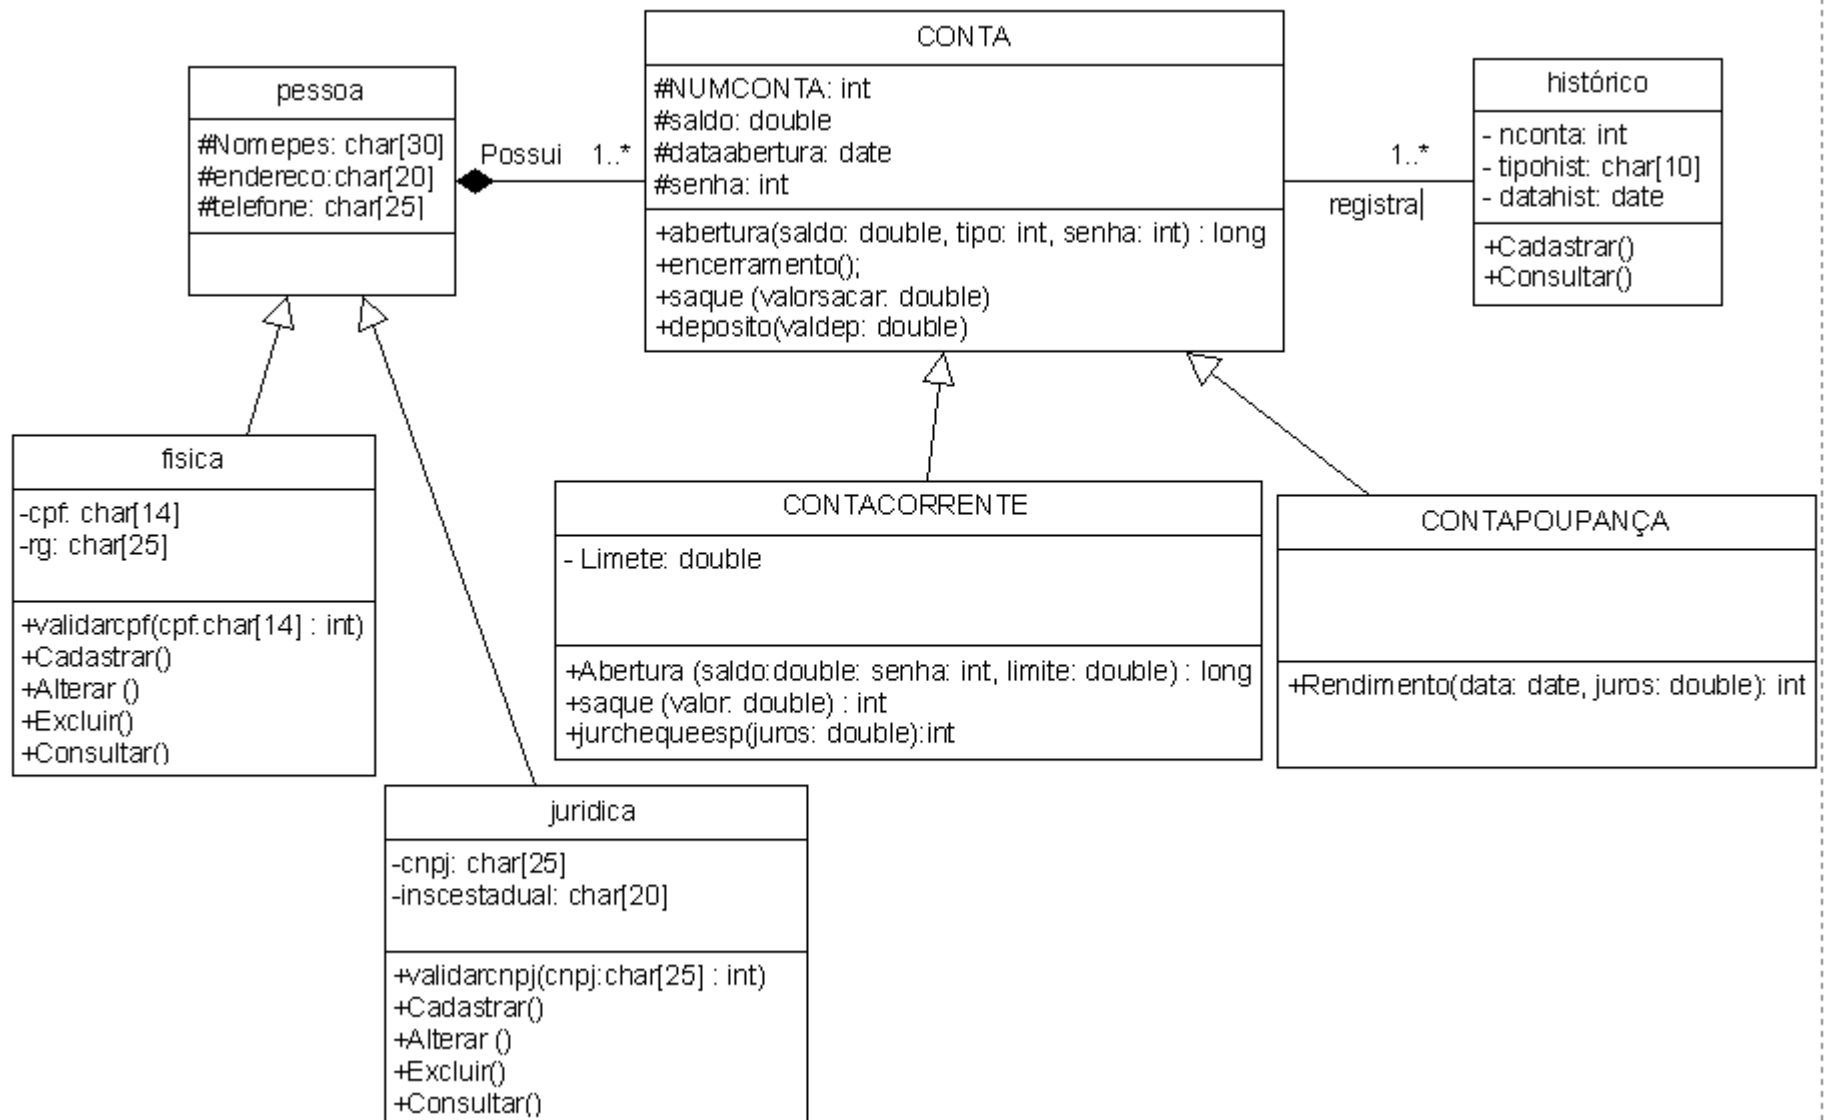 pessoa
#Nomepes: char[30]
#endereco:char[20]
#telefone: char[25]
Possui 1..*
CONTA
#NUMCONTA: int
#saldo: double
#dataabertura: date
#senha: int
+abertura(saldo: double, tipo: int, senha: int) : long
+encerramento();
+saque (valorsacar: double)
+deposito(valdep: double)
1..*
registra
histórico
- nconta: int
- tipohist: char[10]
- datahist: date
+Cadastrar()
+Consultar()
fisica
-cpf: char[14]
-rg: char[25]
+validarcpf(cpf:char[14] : int)
+Cadastrar()
+Alterar ()
+Excluir()
+Consultar()
CONTACORRENTE
- Limete: double
+Abertura (saldo:double: senha: int, limite: double) : long
+saque (valor: double) : int
+jurchequeesp(juros: double):int
CONTAPOUPANÇA
+Rendimento(data: date, juros: double): int
juridica
-cnpj: char[25]
-inscestadual: char[20]
+validarcnpj(cnpj:char[25] : int)
+Cadastrar()
+Alterar ()
+Excluir()
+Consultar()